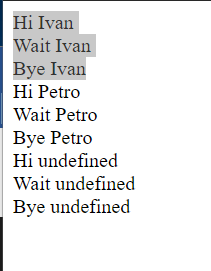 Hi Ivan
Wait Ivan
Bye Ivan
Hi Petro
Wait Petro
Bye Petro
Hi undefined
Wait undefined
Bye undefined